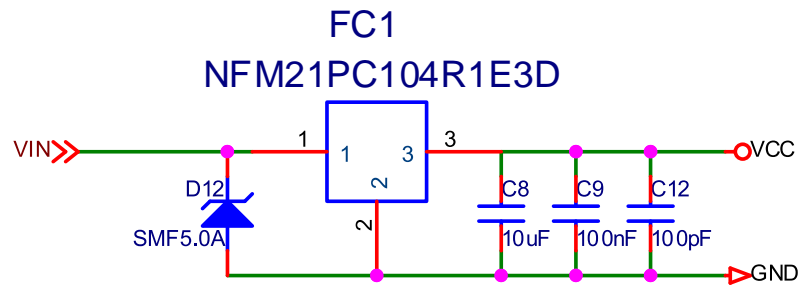 FC1
NFM21PC104R1E3D
VIN
1
1
3
3
VCC
2
2
D12
SMF5.0A
C8
10uF
C9
100nF
C12
100pF
GND